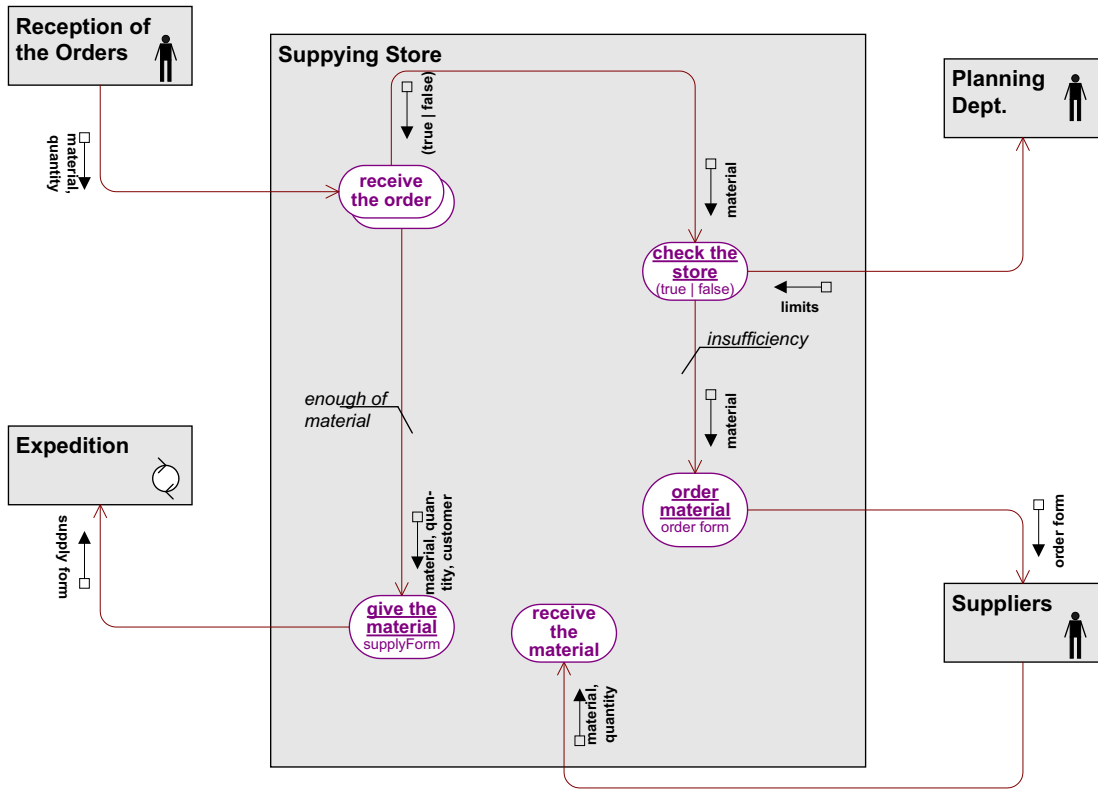 Reception of
the Orders
Suppying Store
Planning
Dept.
(true | false)
material,
quantity
receive
the order
material
check the
store
(true | false)
limits
insufficiency
enough of
material
material
Expedition
order
material
order form
supply form
material, quan-
tity, customer
order form
give the
material
supplyForm
receive
the
material
Suppliers
material,
quantity